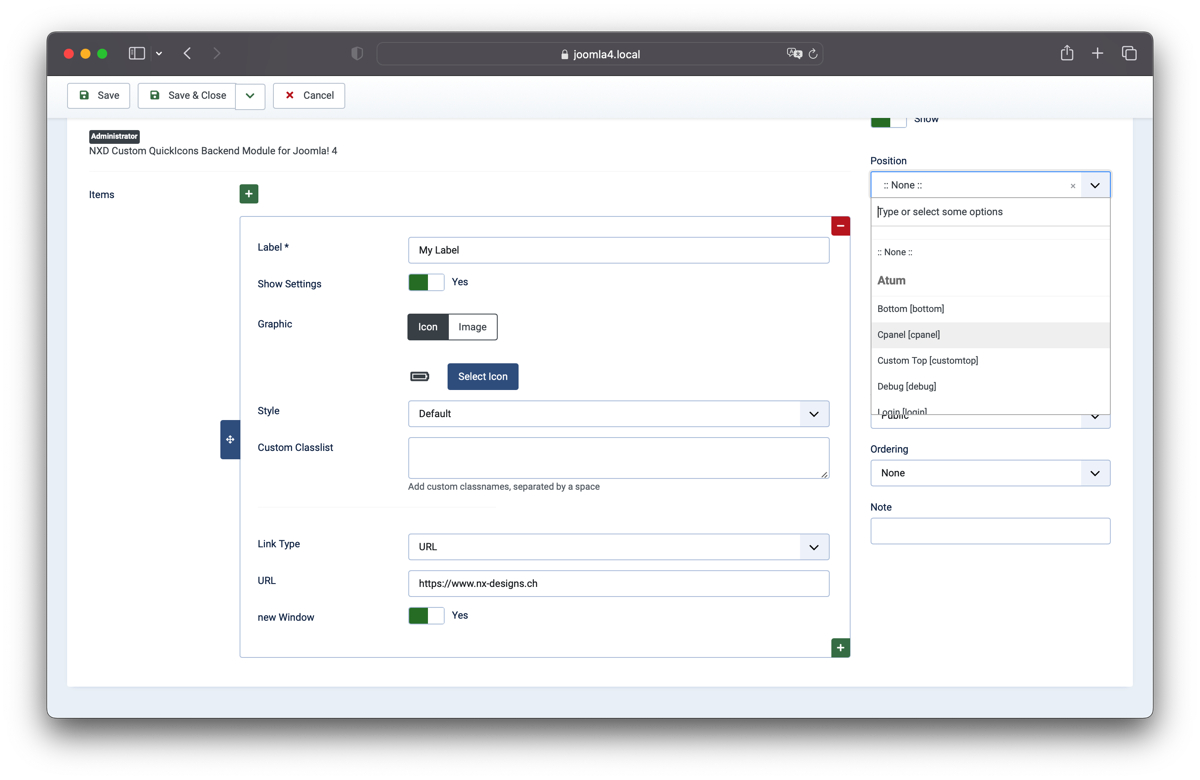 joomla4.local
Save
Save & Close
Cancel
Administrator
NXD Custom QuickIcons Backend Module for Joomla! 4
Items
Label *
My Label
Show Settings
Yes
Graphic
Icon
Image
Select Icon
Style
Default
Custom Classlist
Add custom classnames, separated by a space
Link Type
URL
URL
https://www.nx-designs.ch
new Window
Yes
Show
Position
:: None ::
Type or select some options
:: None ::
Atum
Bottom [bottom]
Cpanel [cpanel]
Custom Top [customtop]
Debug [debug]
Login [login]
Public
Ordering
None
Note